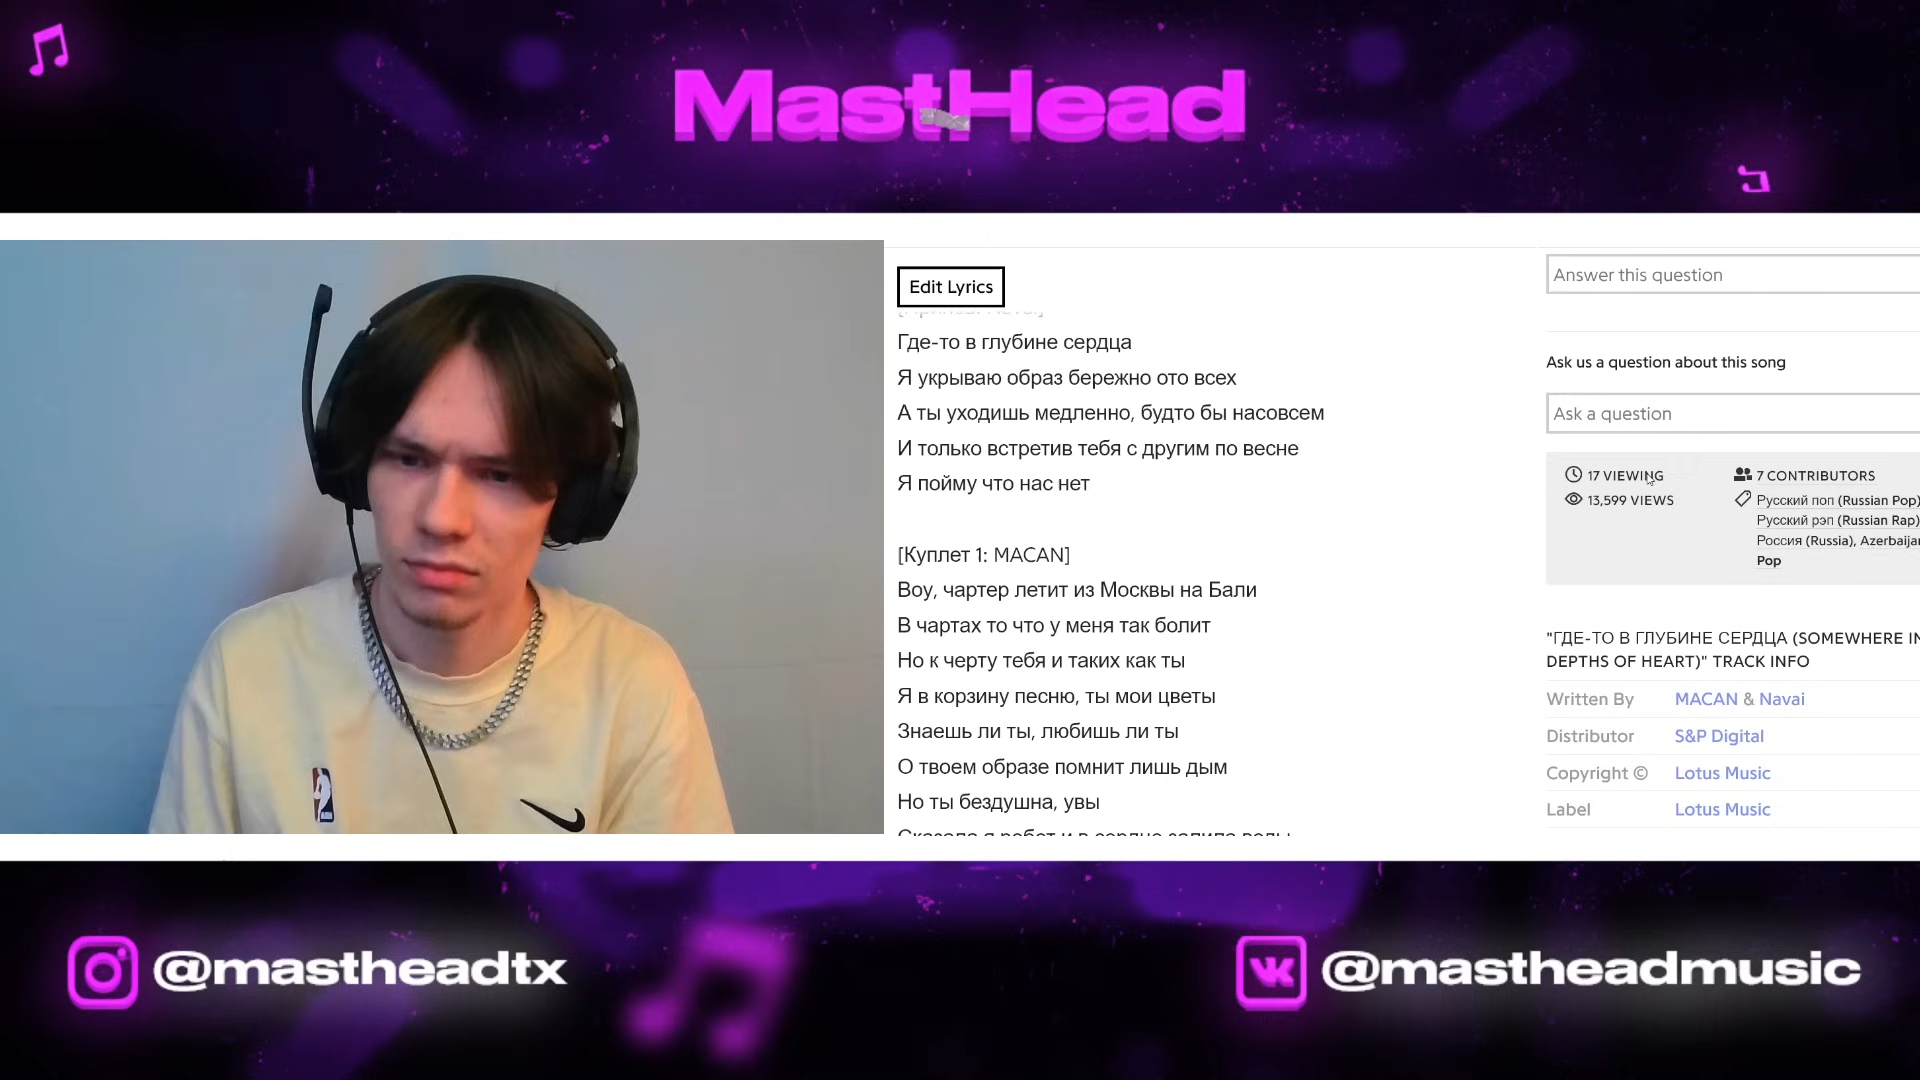 MastHead
Edit Lyrics
Где-то в глубине сердца
Я укрываю образ бережно ото всех
А ты уходишь медленно, будто бы насовсем
И только встретив тебя с другим по весне
Я пойму что нас нет
[Куплет 1: MACAN]
Воу, чартер летит из Москвы на Бали
В чартах то что у меня так болит
Но к черту тебя и таких как ты
Я в корзину песню, ты мои цветы
Знаешь ли ты, любишь ли ты
О твоем образе помнит лишь дым
Но ты бездушна, увы
Answer this question
Ask us a question about this song
Ask a question
17 VIEWING
13,599 VIEWS
7 CONTRIBUTORS
Русский поп (Russian Pop)
Русский рэп (Russian Rap)
Россия (Russia), Azerbaijan
Pop
"ГДЕ-ТО В ГЛУБИНЕ СЕРДЦА (SOMEWHERE IN
DEPTHS OF HEART)" TRACK INFO
Written By MACAN & Navai
Distributor S&P Digital
Copyright © Lotus Music
Label Lotus Music
@mastheadtx
@mastheadmusic